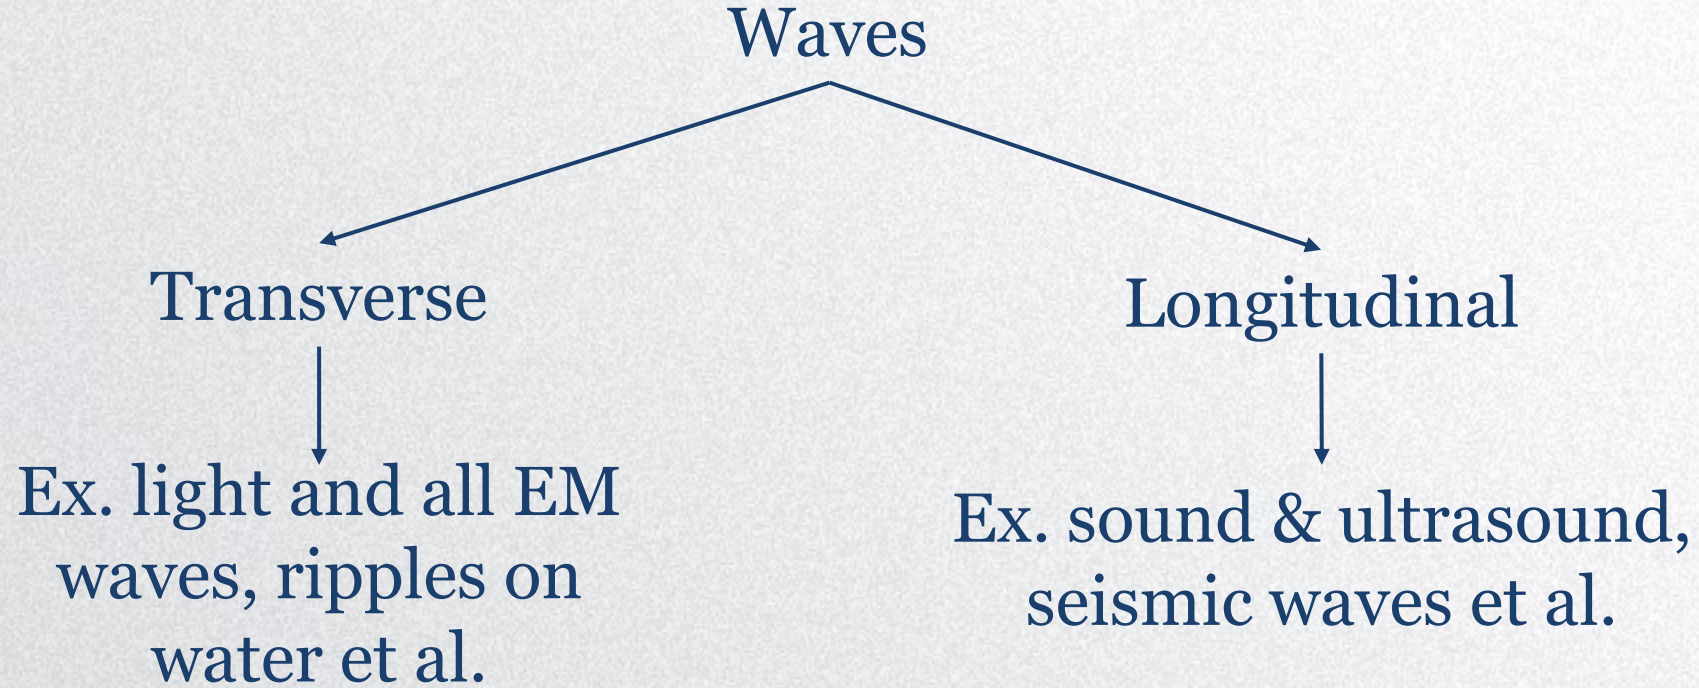 Waves
Transverse
Longitudinal
Ex. light and all EM
waves, ripples on
water et al.
Ex. sound & ultrasound,
seismic waves et al.